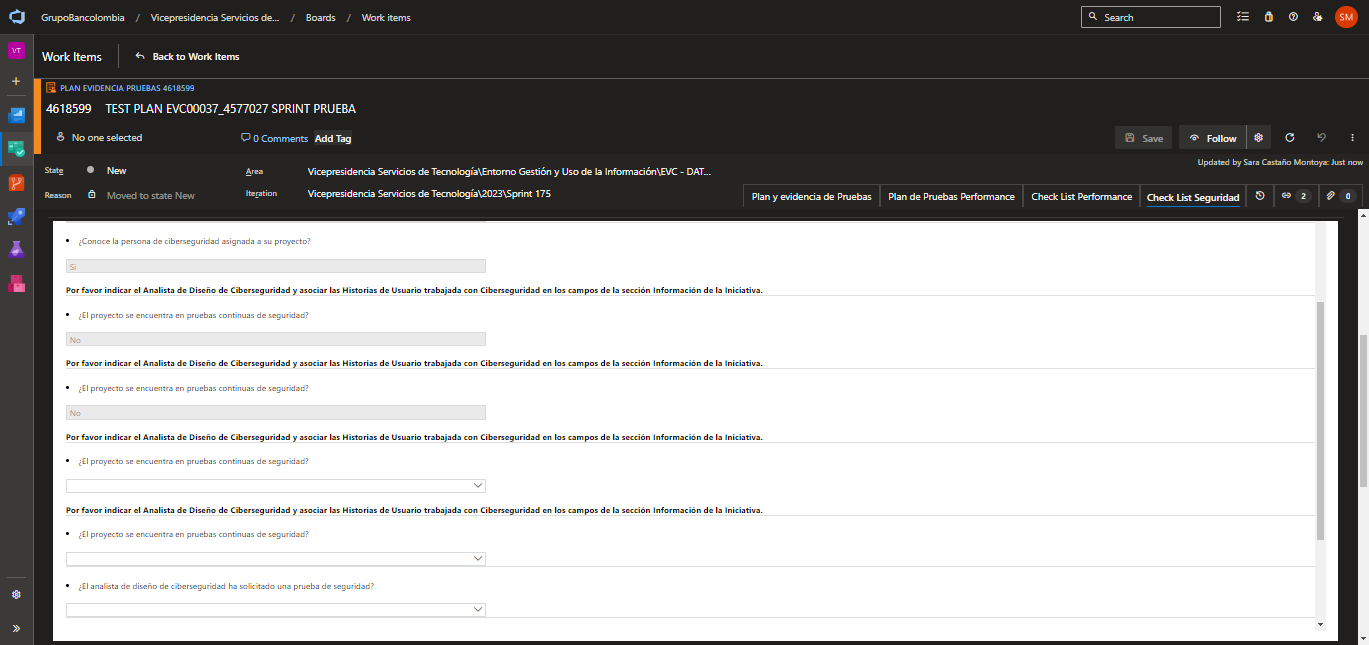 GrupoBancolombia / Vicepresidencia Servicios de... / Boards / Work items
Search
SM
VT
Work Items
Back to Work Items
PLAN EVIDENCIA PRUEBAS 4618599
4618599 TEST PLAN EVC00037_4577027 SPRINT PRUEBA
No one selected
0 Comments
Add Tag
Save
Follow
Updated by Sara Castaño Montoya: Just now
State
New
Area
Vicepresidencia Servicios de Tecnología\Entorno Gestión y Uso de la Información\EVC - DAT...
Reason
Moved to state New
Iteration
Vicepresidencia Servicios de Tecnología\2023\Sprint 175
Plan y evidencia de Pruebas
Plan de Pruebas Performance
Check List Performance
Check List Seguridad
2
0
¿Conoce la persona de ciberseguridad asignada a su proyecto?
Si
Por favor indicar el Analista de Diseño de Ciberseguridad y asociar las Historias de Usuario trabajada con Ciberseguridad en los campos de la sección Información de la Iniciativa.
¿El proyecto se encuentra en pruebas continuas de seguridad?
No
Por favor indicar el Analista de Diseño de Ciberseguridad y asociar las Historias de Usuario trabajada con Ciberseguridad en los campos de la sección Información de la Iniciativa.
¿El proyecto se encuentra en pruebas continuas de seguridad?
No
Por favor indicar el Analista de Diseño de Ciberseguridad y asociar las Historias de Usuario trabajada con Ciberseguridad en los campos de la sección Información de la Iniciativa.
¿El proyecto se encuentra en pruebas continuas de seguridad?
Por favor indicar el Analista de Diseño de Ciberseguridad y asociar las Historias de Usuario trabajada con Ciberseguridad en los campos de la sección Información de la Iniciativa.
¿El proyecto se encuentra en pruebas continuas de seguridad?
¿El analista de diseño de ciberseguridad ha solicitado una prueba de seguridad?